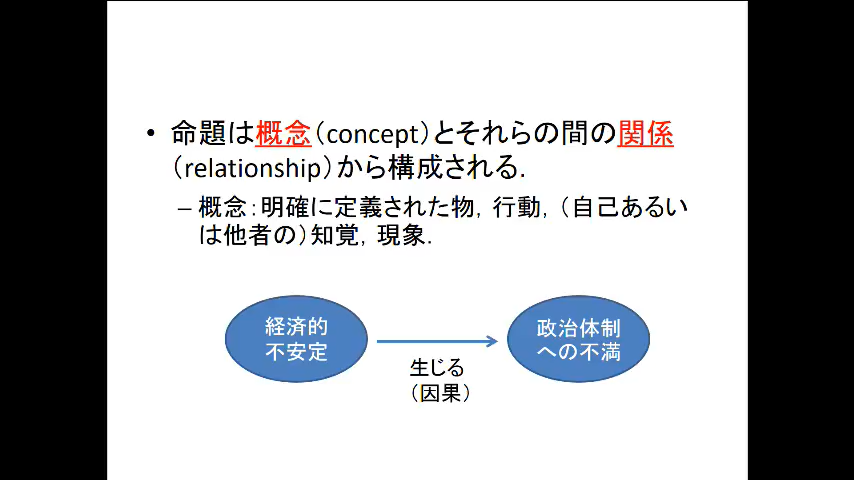 • 命題は概念（concept）とそれらの間の関係
（relationship）から構成される.
– 概念：明確に定義された物，行動，（自己あるい
は他者の）知覚，現象.
経済的
不安定
生じる
（因果）
政治体制
への不満